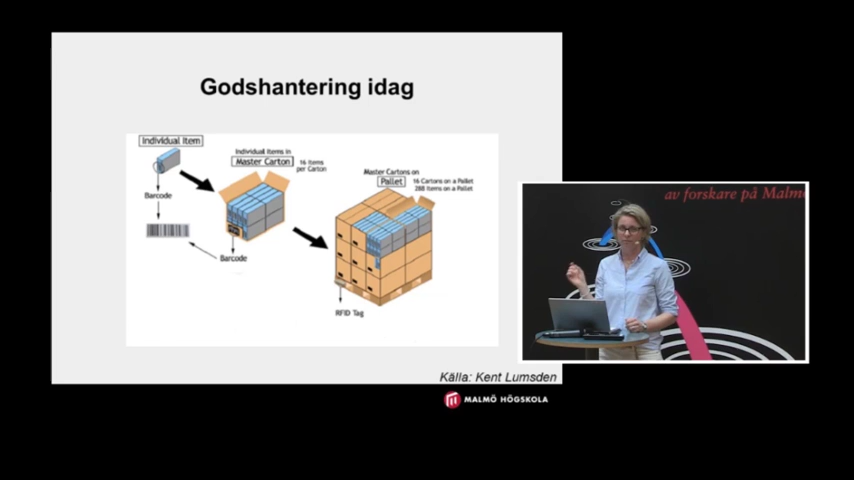 Godshantering idag
Individual Item
Individual Items in
Master Carton
16 Items
per Carton
Master Cartons on
Pallet
16 Cartons on a Pallet
288 Items on a Pallet
Barcode
Barcode
RFID Tag
Källa: Kent Lumsden
MALMÖ HÖGSKOLA
av forskare på Malmö